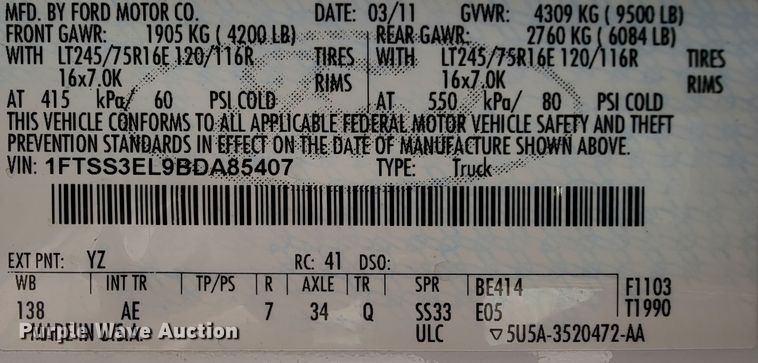 MFD. BY FORD MOTOR CO. DATE: 03/11 GVWR: 4309 KG ( 9500 LB)
FRONT GAWR: 1905 KG ( 4200 LB) REAR GAWR: 2760 KG ( 6084 LB)
WITH LT245/75R16E 120/116R TIRES WITH LT245/75R16E 120/116R TIRES
16x7.0K RIMS 16x7.0K RIMS
AT 415 kPa/ 60 PSI COLD AT 550 kPa/ 80 PSI COLD
THIS VEHICLE CONFORMS TO ALL APPLICABLE FEDERAL MOTOR VEHICLE SAFETY AND THEFT
PREVENTION STANDARDS IN EFFECT ON THE DATE OF MANUFACTURE SHOWN ABOVE.
VIN: 1FTSS3EL9BDA85407 TYPE: Truck
EXT PNT: YZ RC: 41 DSO:
WB INT TR TP/PS R AXLE TR SPR BE414 F1103
138 AE 7 34 Q SS33 E05 T1990
MADE IN U.S.A. ULC ▽5U5A-3520472-AA
Purple Wave Auction